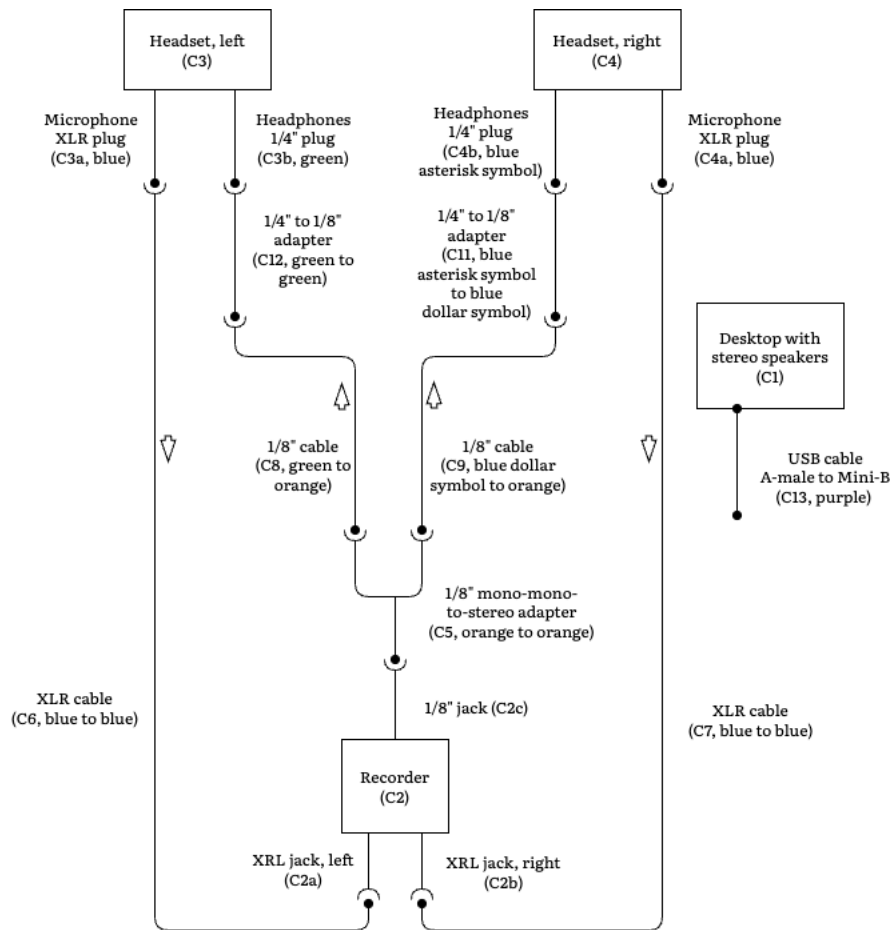 Headset, left
(C3)
Headset, right
(C4)
Microphone
XLR plug
(C3a, blue)
Headphones
1/4" plug
(C3b, green)
Headphones
1/4" plug
(C4b, blue
asterisk symbol)
Microphone
XLR plug
(C4a, blue)
1/4" to 1/8"
adapter
(C12, green to
green)
1/4" to 1/8"
adapter
(C11, blue
asterisk symbol
to blue
dollar symbol)
Desktop with
stereo speakers
(C1)
1/8" cable
(C8, green to
orange)
1/8" cable
(C9, blue dollar
symbol to orange)
USB cable
A-male to Mini-B
(C13, purple)
1/8" mono-mono-
to-stereo adapter
(C5, orange to orange)
XLR cable
(C6, blue to blue)
1/8" jack (C2c)
XLR cable
(C7, blue to blue)
Recorder
(C2)
XRL jack, left
(C2a)
XRL jack, right
(C2b)